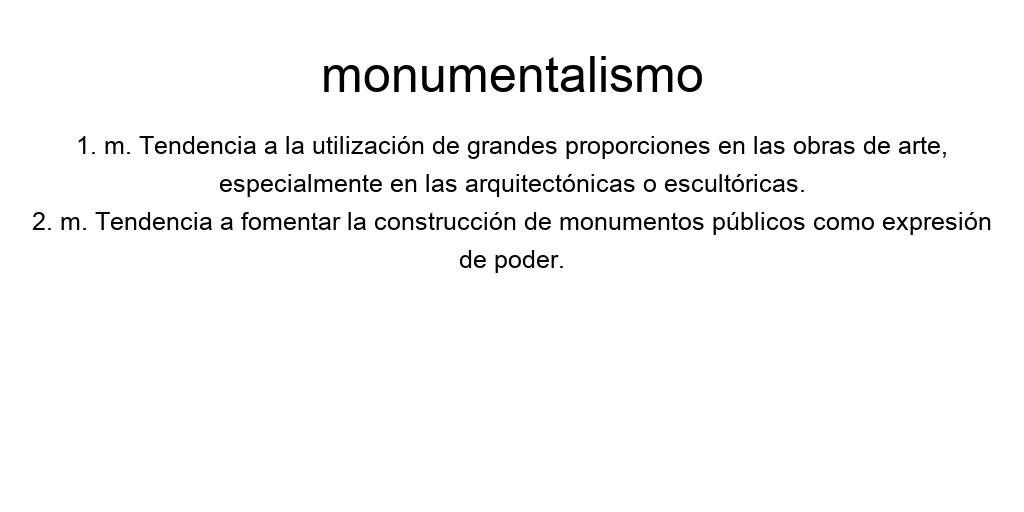 monumentalismo
1. m. Tendencia a la utilización de grandes proporciones en las obras de arte,
especialmente en las arquitectónicas o escultóricas.
2. m. Tendencia a fomentar la construcción de monumentos públicos como expresión
de poder.